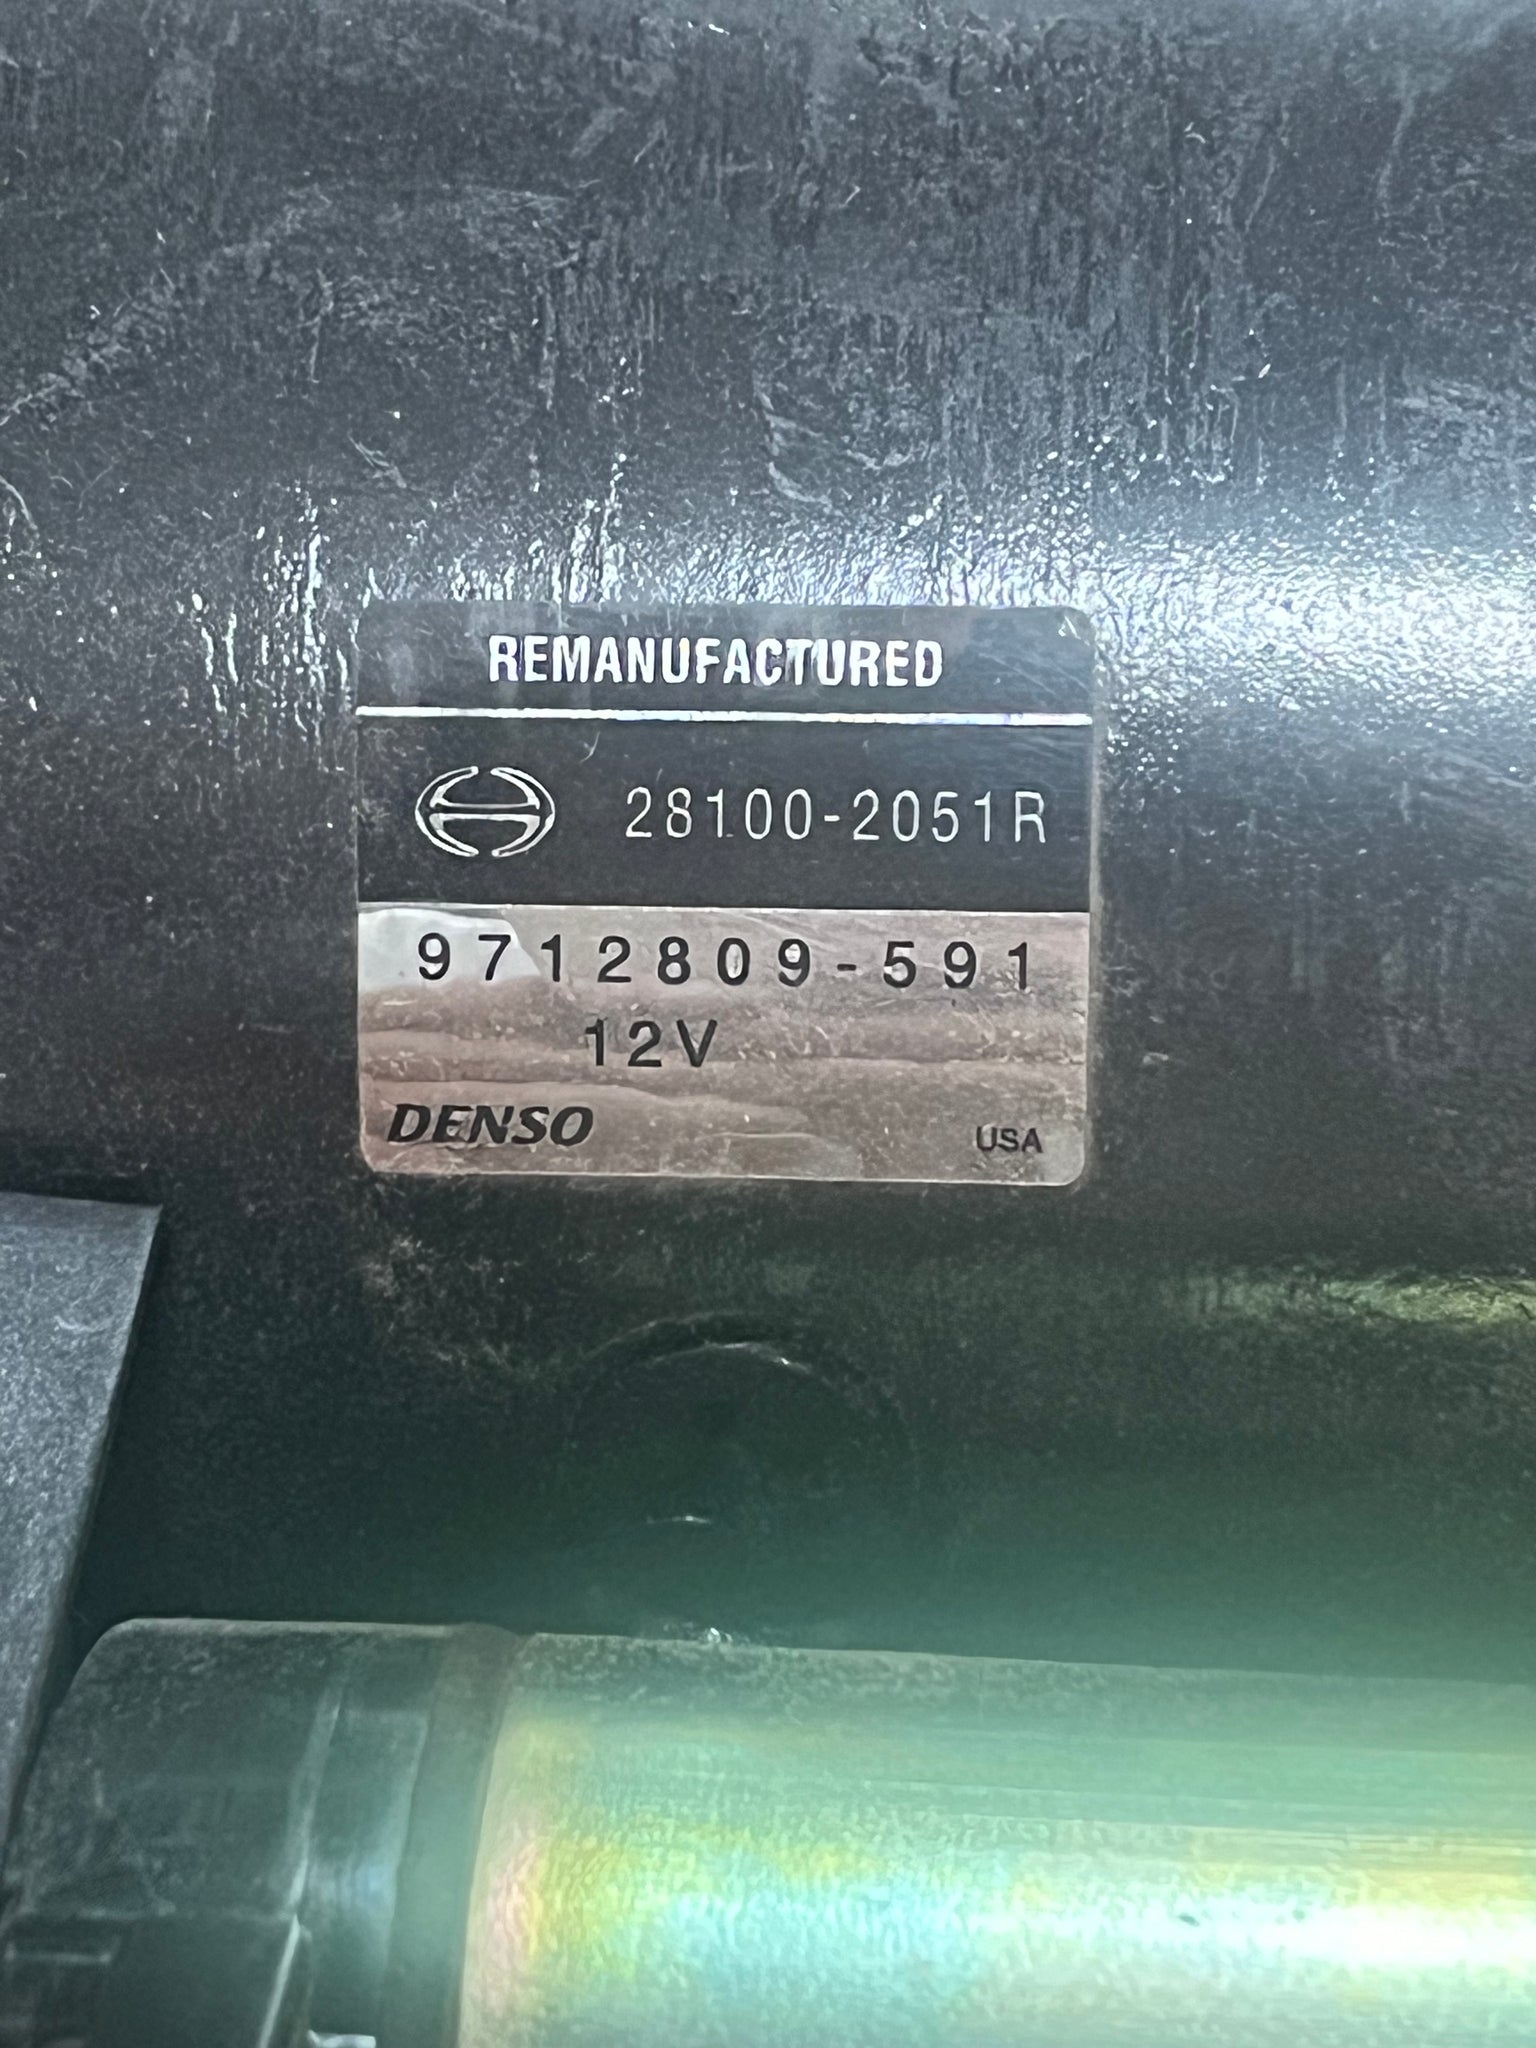 REMANUFACTURED
28100-2051R
9712809-591
12V
DENSO
USA